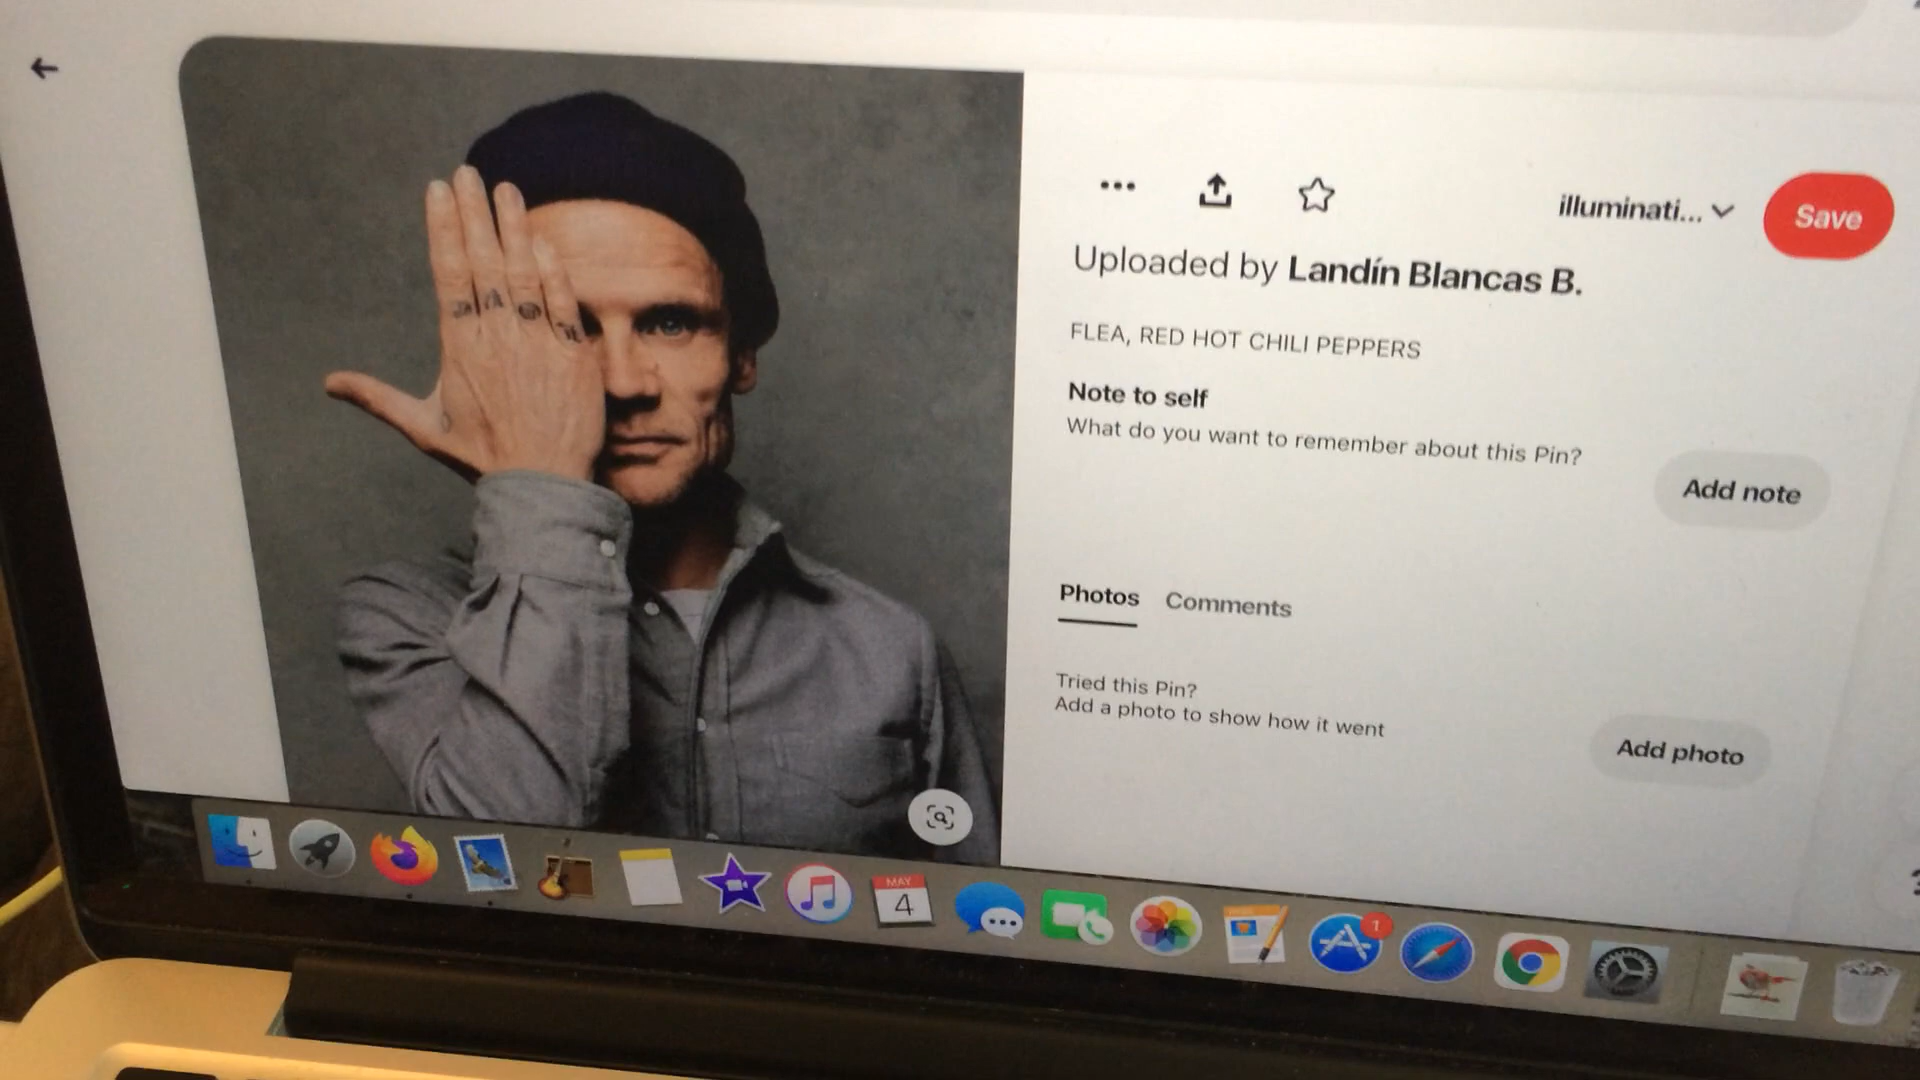 illuminati...
Save
Uploaded by Landín Blancas B.
FLEA, RED HOT CHILI PEPPERS
Note to self
What do you want to remember about this Pin?
Add note
Photos Comments
Tried this Pin?
Add a photo to show how it went
Add photo
MAY
4
1